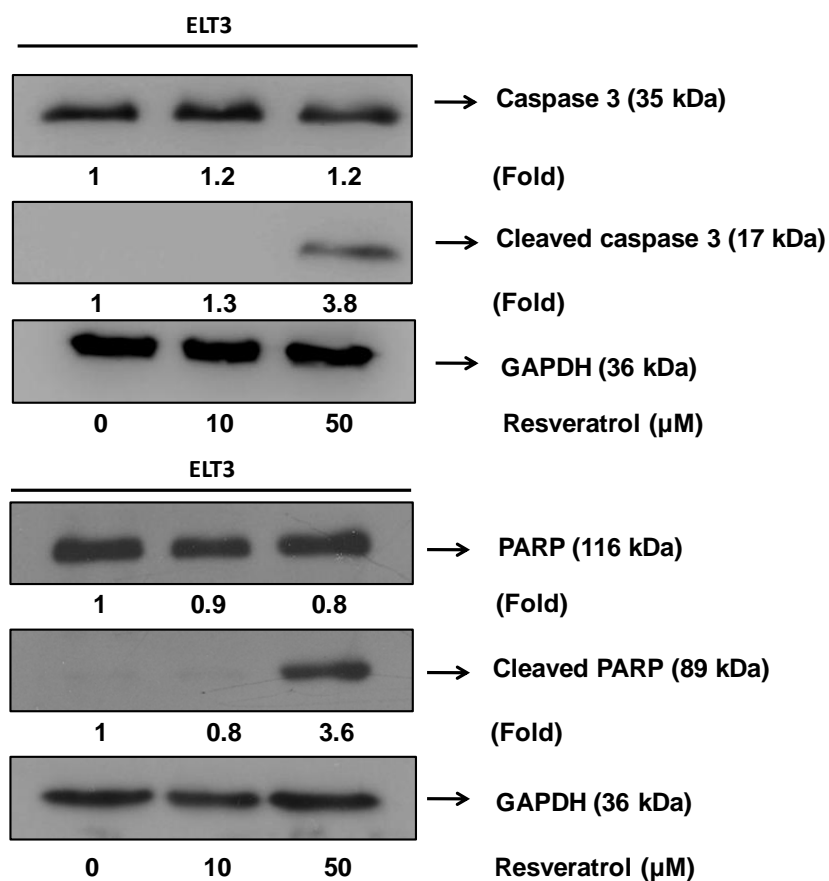 ELT3
Caspase 3 (35 kDa)
1 1.2 1.2 (Fold)
Cleaved caspase 3 (17 kDa)
1 1.3 3.8 (Fold)
GAPDH (36 kDa)
0 10 50 Resveratrol (µM)
ELT3
PARP (116 kDa)
1 0.9 0.8 (Fold)
Cleaved PARP (89 kDa)
1 0.8 3.6 (Fold)
GAPDH (36 kDa)
0 10 50 Resveratrol (µM)